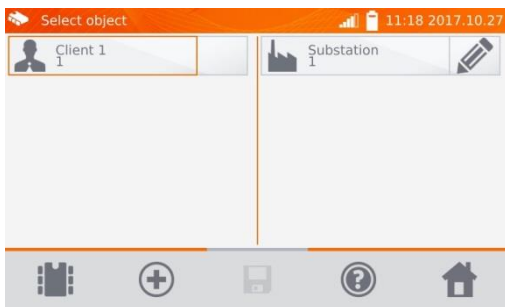 Select object
11:18 2017.10.27
Client 1
1
Substation
1